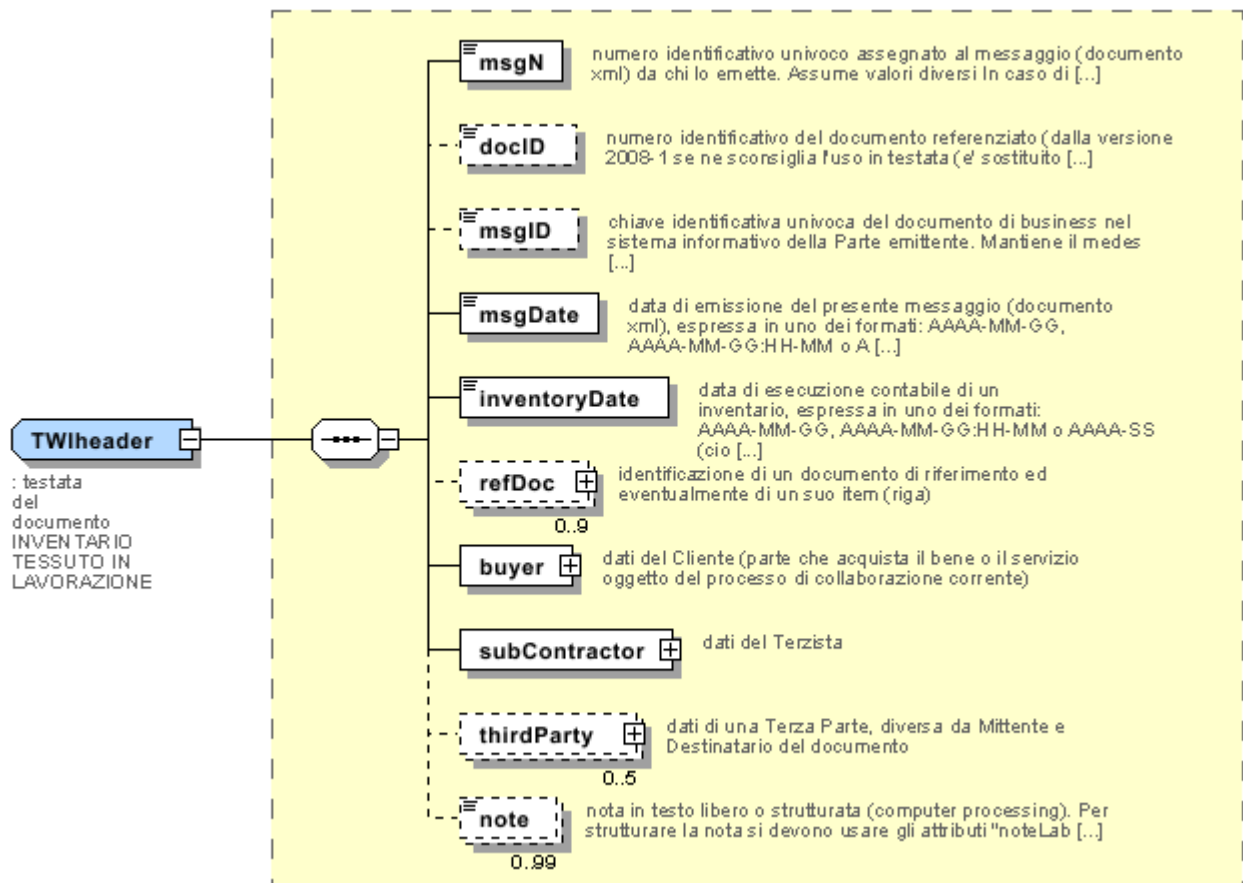 msgN
numero identificativo univoco assegnato al messaggio (documento
xml) da chi lo emette. Assume valori diversi In caso di [...]
docID
numero identificativo del documento referenziato (dalla versione
2008-1 se ne sconsiglia l'uso in testata (e' sostituito [...]
msgID
chiave identificativa univoca del documento di business nel
sistema informativo della Parte emittente. Mantiene il medes
[...]
msgDate
data di emissione del presente messaggio (documento
xml), espressa in uno dei formati: AAAA-MM-GG,
AAAA-MM-GG:HH-MM o A [...]
inventoryDate
data di esecuzione contabile di un
inventario, espressa in uno dei formati:
AAAA-MM-GG, AAAA-MM-GG:HH-MM o AAAA-SS
(cio [...]
TWIheader
: testata
del
documento
INVENTARIO
TESSUTO IN
LAVORAZIONE
refDoc
identificazione di un documento di riferimento ed
eventualmente di un suo item (riga)
0..9
buyer
dati del Cliente (parte che acquista il bene o il servizio
oggetto del processo di collaborazione corrente)
subContractor
dati del Terzista
thirdParty
dati di una Terza Parte, diversa da Mittente e
Destinatario del documento
0..5
note
nota in testo libero o strutturata (computer processing). Per
strutturare la nota si devono usare gli attributi "noteLab [...]
0..99